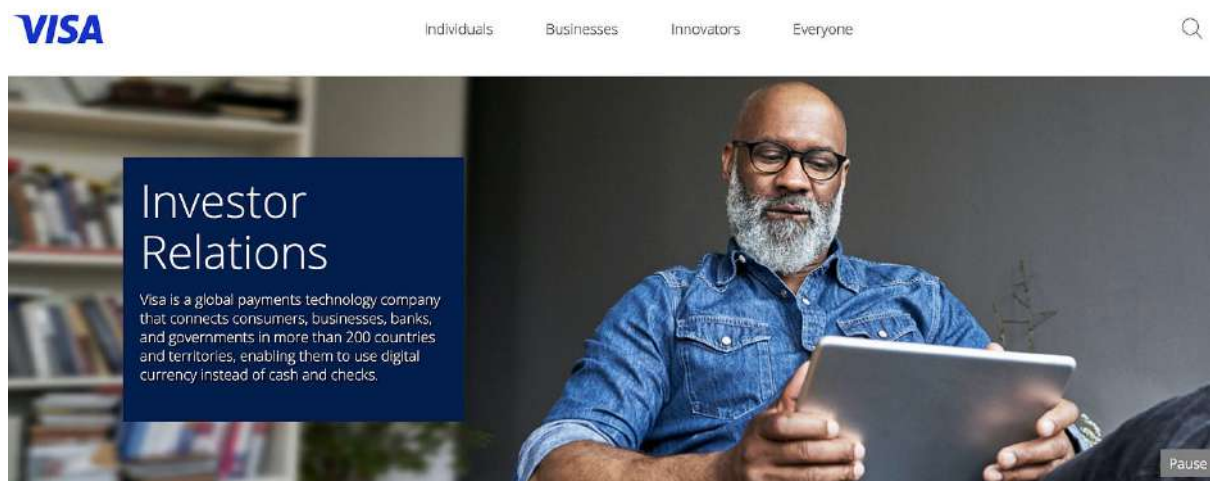 VISA
Individuals Businesses Innovators Everyone
Investor
Relations
Visa is a global payments technology company
that connects consumers, businesses, banks,
and governments in more than 200 countries
and territories, enabling them to use digital
currency instead of cash and checks.
Pause